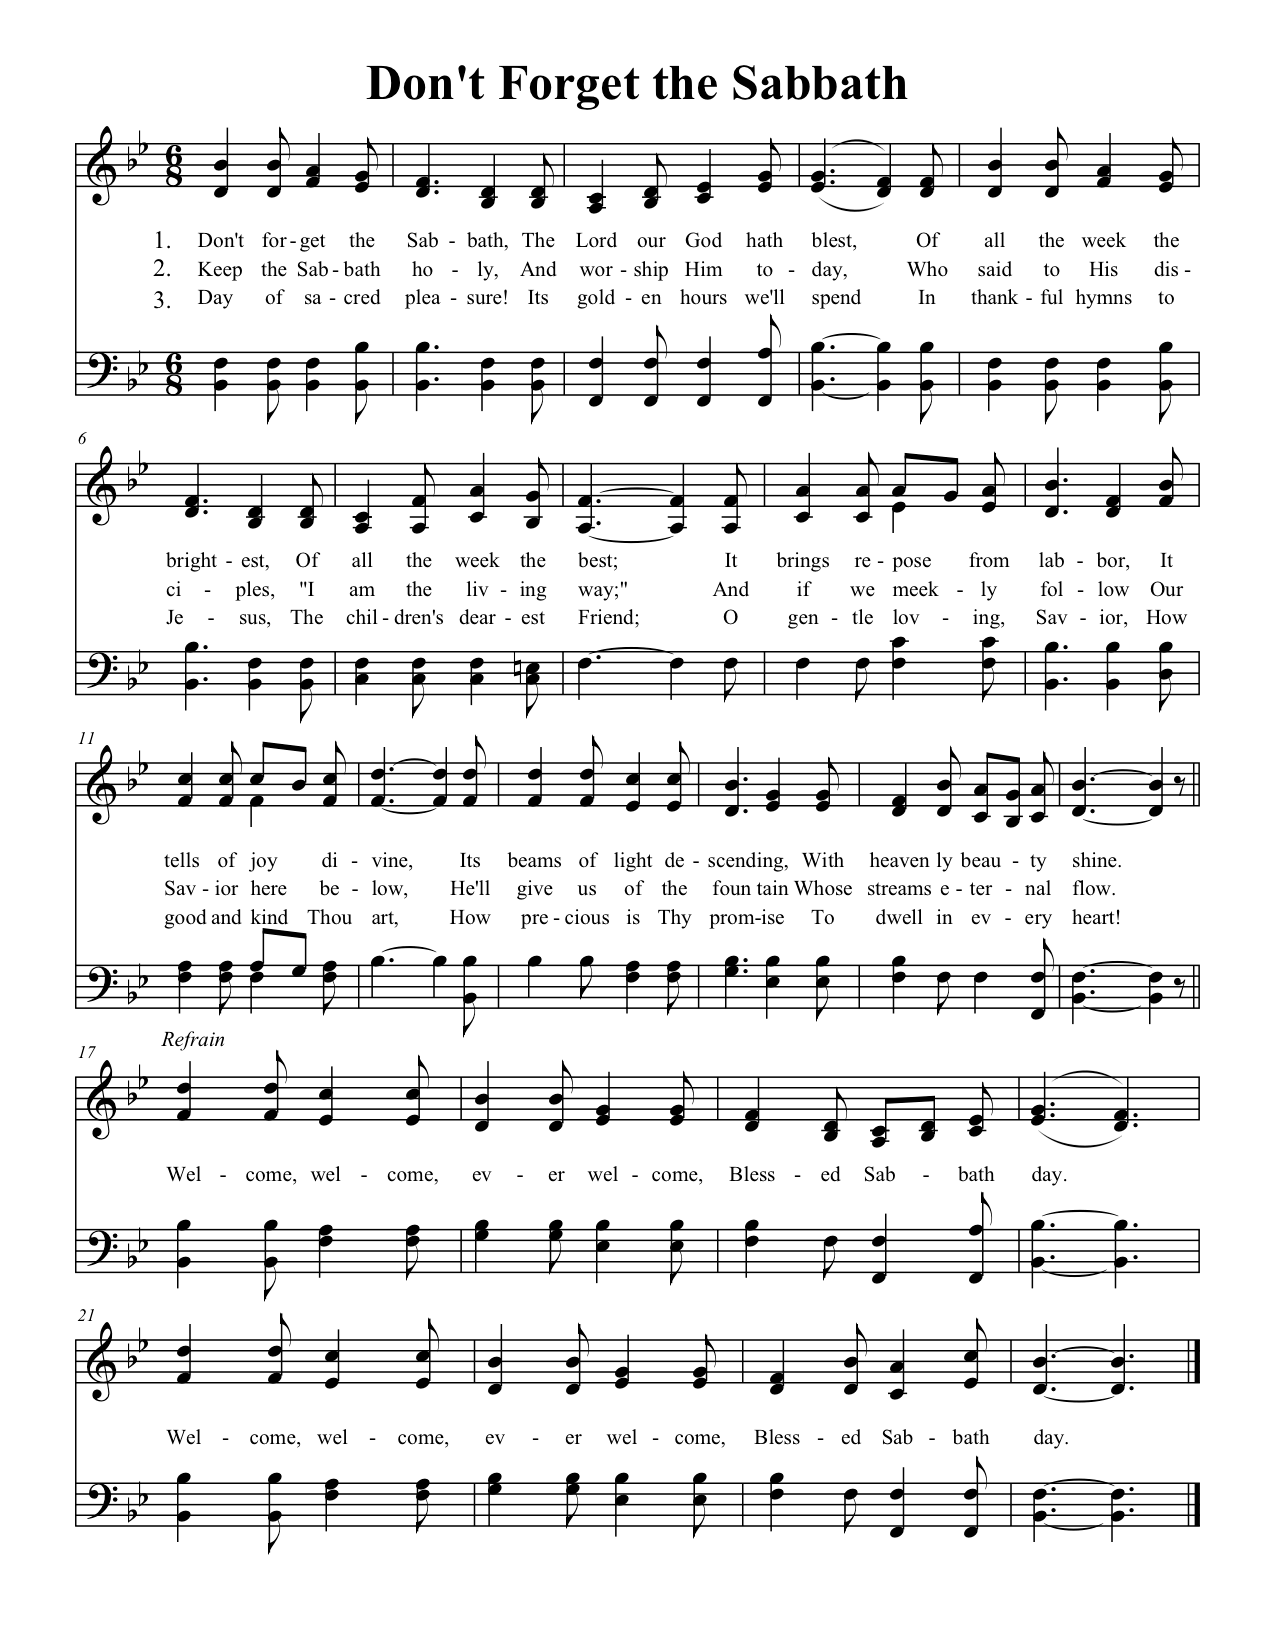 Don't Forget the Sabbath
6
8
1. Don't for - get the Sab - bath, The Lord our God hath blest, Of all the week the
2. Keep the Sab - bath ho - ly, And wor - ship Him to - day, Who said to His dis -
3. Day of sa - cred plea - sure! Its gold - en hours we'll spend In thank - ful hymns to
6
8
6
bright - est, Of all the week the best; It brings re - pose from lab - bor, It
ci - ples, "I am the liv - ing way;" And if we meek - ly fol - low Our
Je - sus, The chil - dren's dear - est Friend; O gen - tle lov - ing, Sav - ior, How
11
tells of joy di - vine, Its beams of light de - scending, With heaven ly beau - ty shine.
Sav - ior here be - low, He'll give us of the foun tain Whose streams e - ter - nal flow.
good and kind Thou art, How pre - cious is Thy prom - ise To dwell in ev - ery heart!
Refrain
17
Wel - come, wel - come, ev - er wel - come, Bless - ed Sab - bath day.
21
Wel - come, wel - come, ev - er wel - come, Bless - ed Sab - bath day.